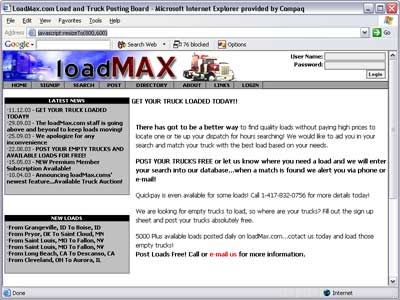 LoadMax.com Load and Truck Posting Board - Microsoft Internet Explorer provided by Compaq
File Edit View Favorites Tools Help
Address javascript:resizeTo(800,600) Go
Google Search Web 76 blocked Options
loadMAX
User Name:
Password:
Login
HOME SIGNUP SEARCH POST DIRECTORY ABOUT LINKS LOGIN
LATEST NEWS
-11.12.03 - GET YOUR TRUCK LOADED TODAY!!
-29.09.03 - The loadMax.com staff is going above and beyond to keep loads moving!
-25.09.03 - We apologize for any inconvenience
-22.08.03 - POST YOUR EMPTY TRUCKS AND AVAILABLE LOADS FOR FREE!
-15.05.03 - NEW Premium Member Subscription Available!
-10.04.03 - Announcing loadMax.coms' newest feature...Available Truck Auction!
NEW LOADS
-From Grangeville, ID To Boise, ID
-From Pryor, OK To Saint Cloud, MN
-From Saint Louis, MO To Fallon, NV
-From Saint Louis, MO To Fallon, NV
-From Long Beach, CA To Descanso, CA
-From Cleveland, OH To Aurora, IL
GET YOUR TRUCK LOADED TODAY!!
There has got to be a better way to find quality loads without paying high prices to
locate one or tie up your dispatch for hours searching! We would like to aid you in your
search and match your truck with the best load based on your needs.
POST YOUR TRUCKS FREE or let us know where you need a load and we will enter
your search into our database...when a match is found we alert you via phone or
e-mail!
Quickpay is even available for some loads! Call 1-417-832-0756 for more details today!
We are looking for empty trucks to load, so where are your trucks? Fill out the sign up
sheet and post your trucks absolutely free.
5000 Plus available loads posted daily on loadMax.com...cotact us today and load those
empty trucks!
Post Loads Free! Call or e-mail us for more information.
Done
Internet